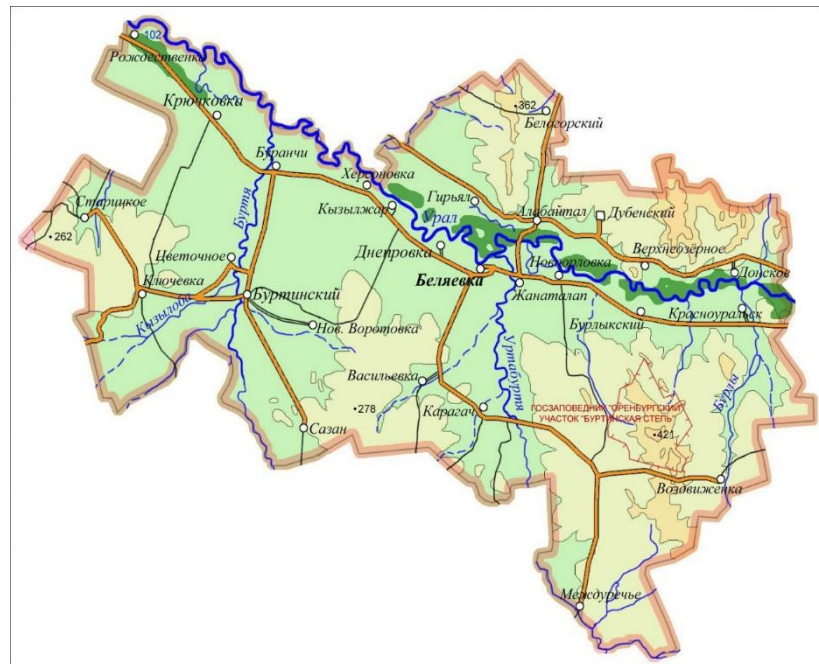 102
Рождественка
Крючковка
•362
Белогорский
Буранчи
Херсоновка
Старицкое
Буртя
Кызылжар
Гирьял
Урал
Алабайтал
Дубенский
•262
Цветочное
Днепровка
Верхнеозёрное
Беляевка
Новоорловка
Донское
Ключевка
Буртинский
Жанаталап
Кызылоба
Бурлыкский
Красноуральск
Нов. Воротовка
Уртабуртя
Васильевка
Бурлы
•278
Карагач
ГОСЗАПОВЕДНИК "ОРЕНБУРГСКИЙ"
УЧАСТОК "БУРТИНСКАЯ СТЕПЬ"
Сазан
•421
Воздвиженка
Междуречье